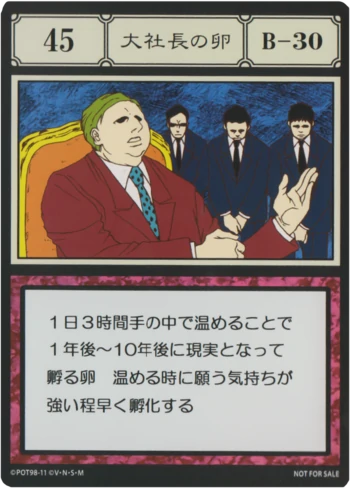 45
大社長の卵
B-30
1日3時間手の中で温めることで
1年後〜10年後に現実となって
孵る卵　温める時に願う気持ちが
強い程早く孵化する
©POT98-11 ©V・N・S・M
NOT FOR SALE